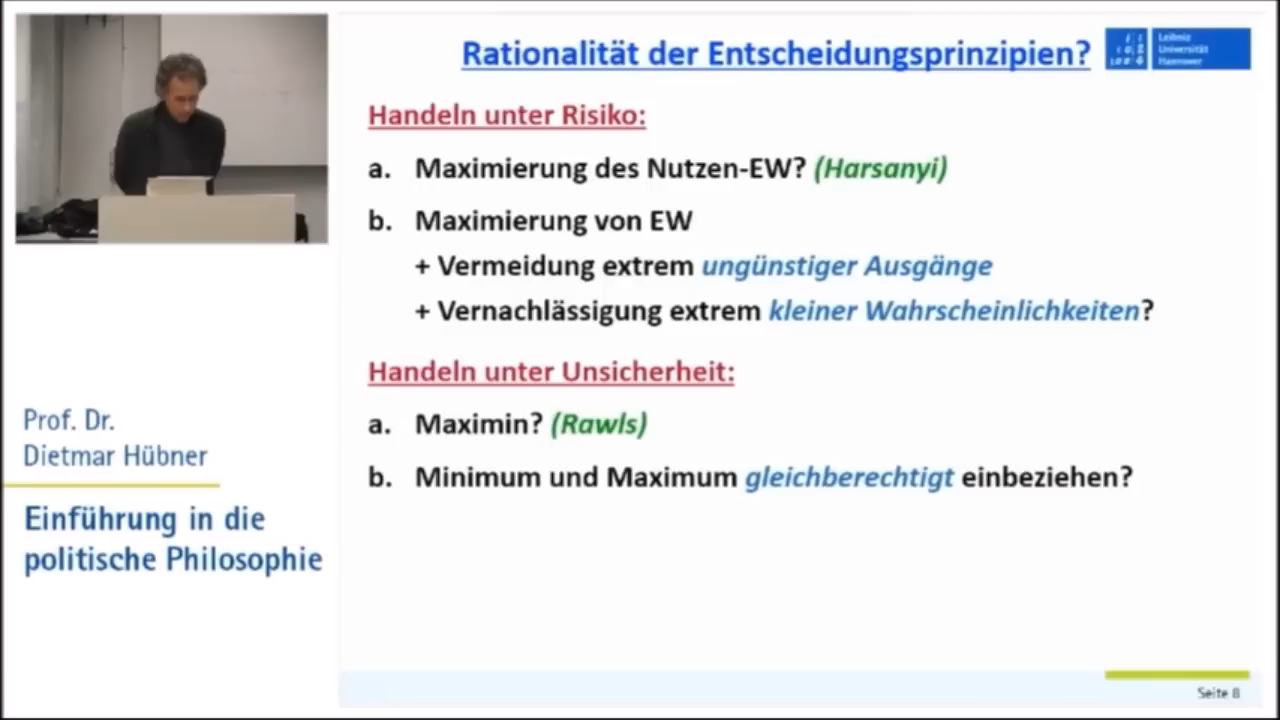 Rationalität der Entscheidungsprinzipien?
Leibniz
Universität
Hannover
Handeln unter Risiko:
a. Maximierung des Nutzen-EW? (Harsanyi)
b. Maximierung von EW
+ Vermeidung extrem ungünstiger Ausgänge
+ Vernachlässigung extrem kleiner Wahrscheinlichkeiten?
Handeln unter Unsicherheit:
a. Maximin? (Rawls)
b. Minimum und Maximum gleichberechtigt einbeziehen?
Prof. Dr.
Dietmar Hübner
Einführung in die
politische Philosophie
Seite 8